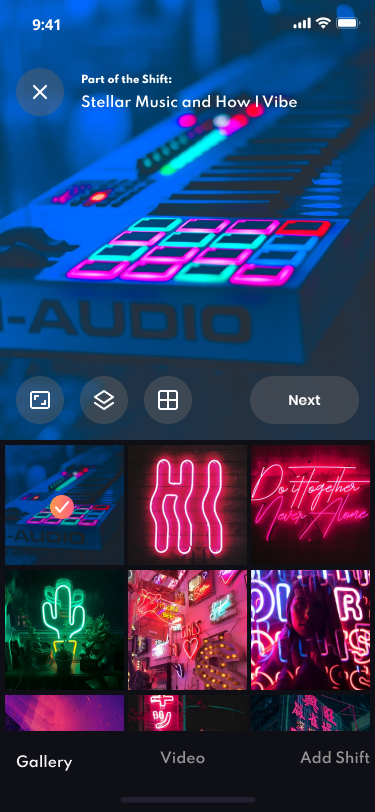 9:41
Part of the Shift:
Stellar Music and How I Vibe
-AUDIO
Next
HI
Do it Together
Never Alone
Gallery
Video
Add Shift